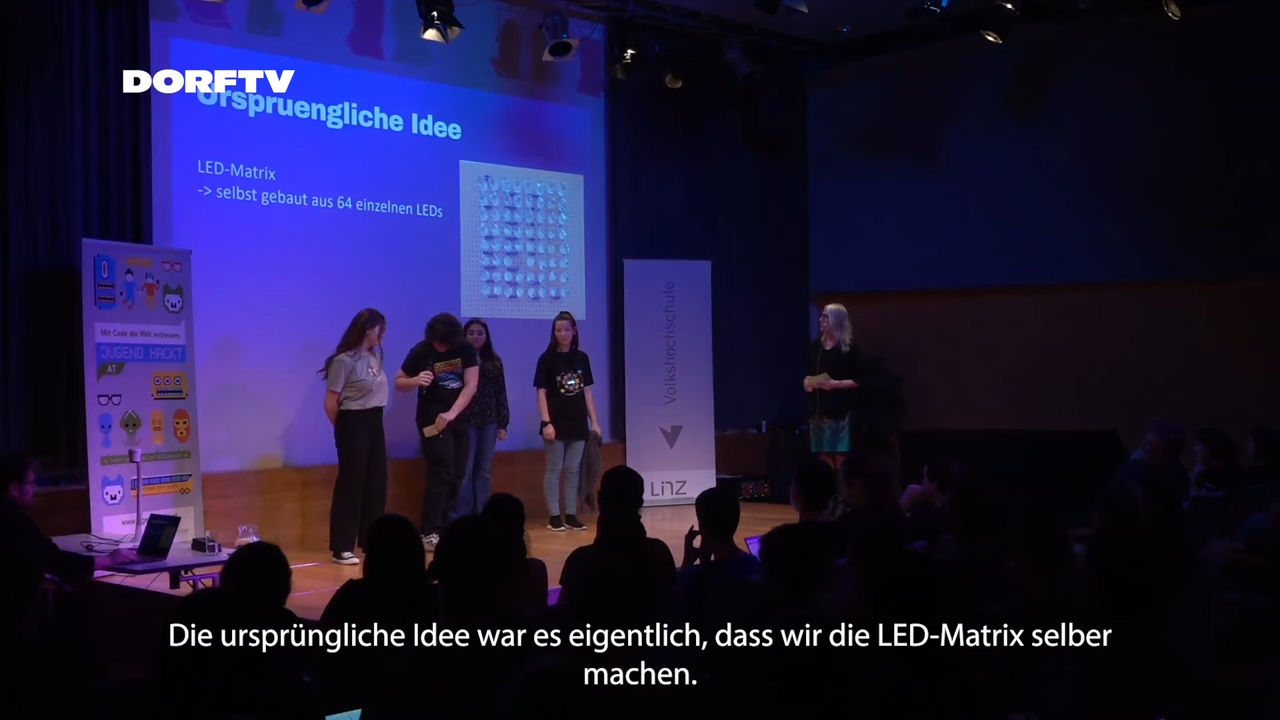 DORFTV
Urspruengliche Idee
LED-Matrix
-> selbst gebaut aus 64 einzelnen LEDs
Mit Code die Welt verbessern
JUGEND HACKT
AT
Volkshochschule
LinZ
Die ursprüngliche Idee war es eigentlich, dass wir die LED-Matrix selber
machen.